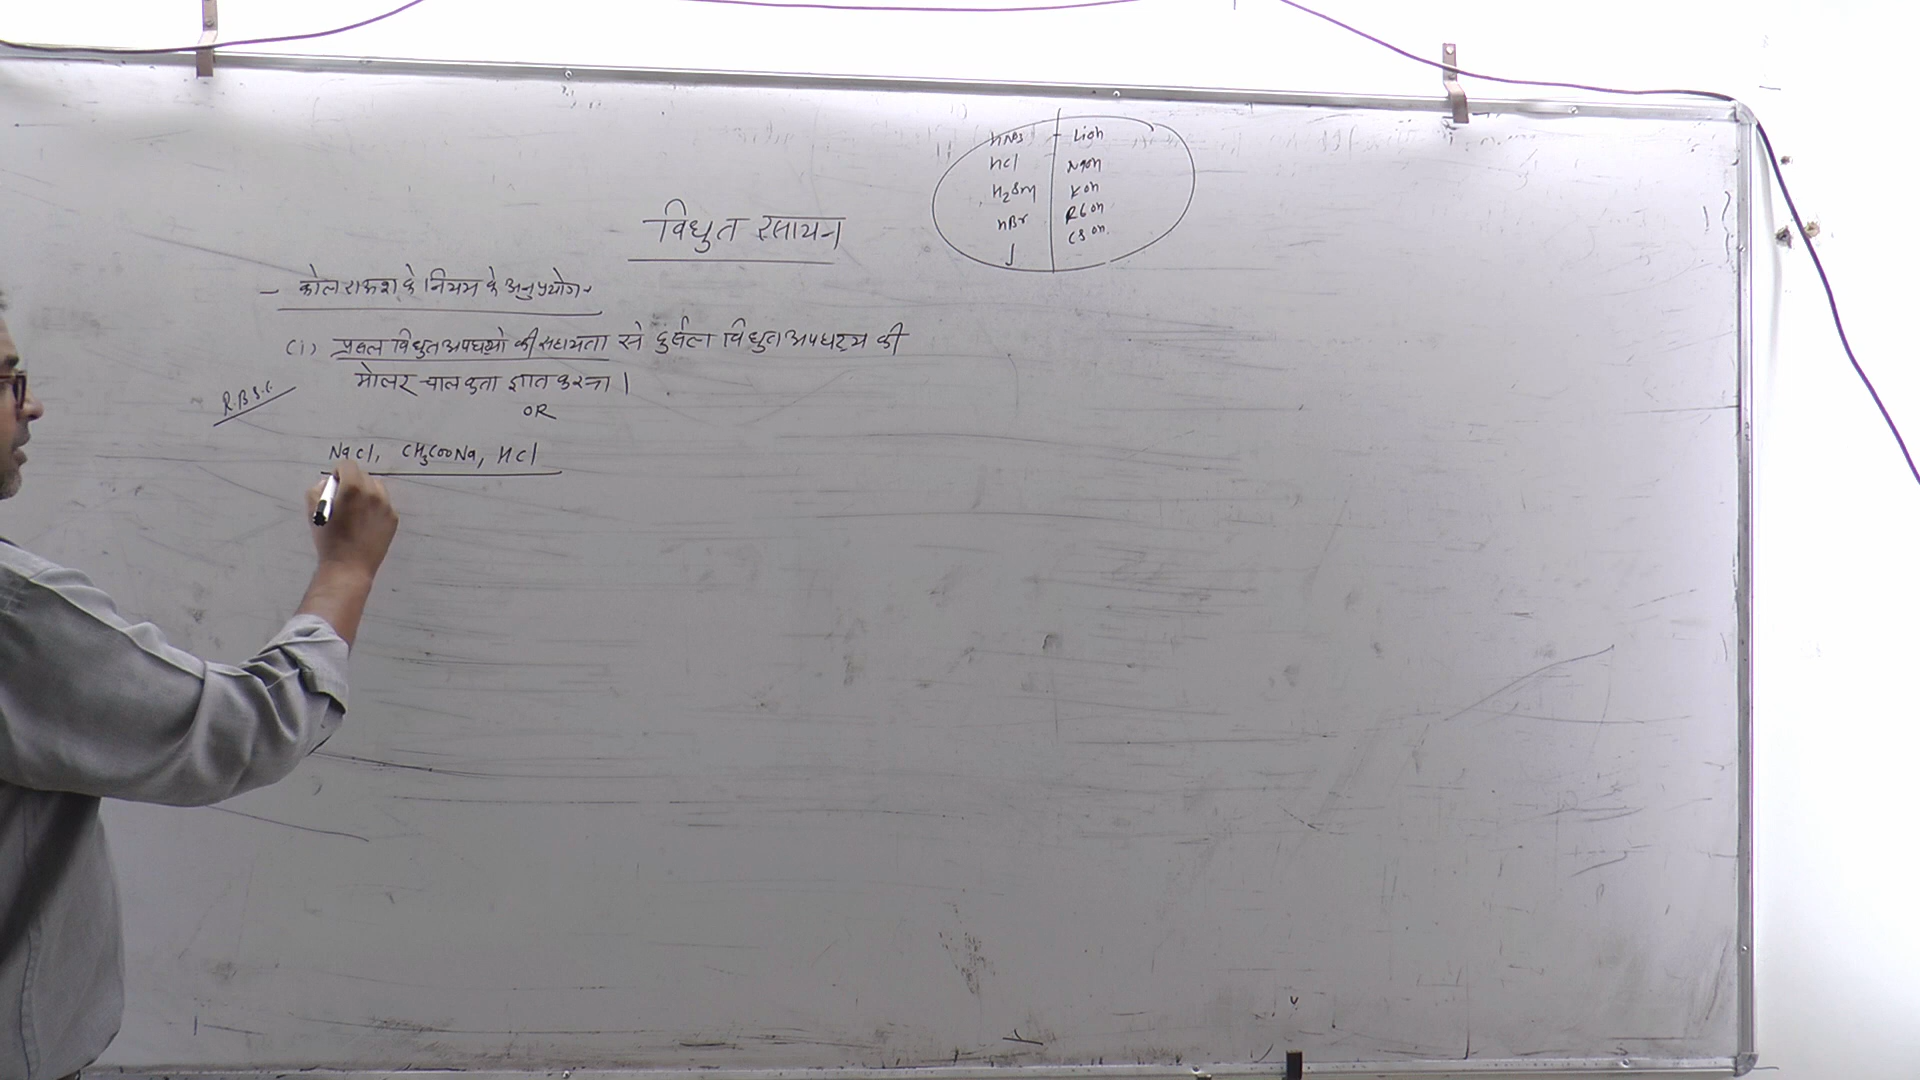 HNO3 - LiOH
HCl NaOH
H2SO4 KOH
HBr RbOH
CsOH
विधुत रसायन
- कोलराऊश के नियम के अनुप्रयोग -
(i) प्रबल विधुत अपघट्यो की सहायता से दुर्बल विधुत अपघट्य की
मोलर चालकता ज्ञात करना।
R.B.S.E.
OR
NaCl, CH3COONa, HCl